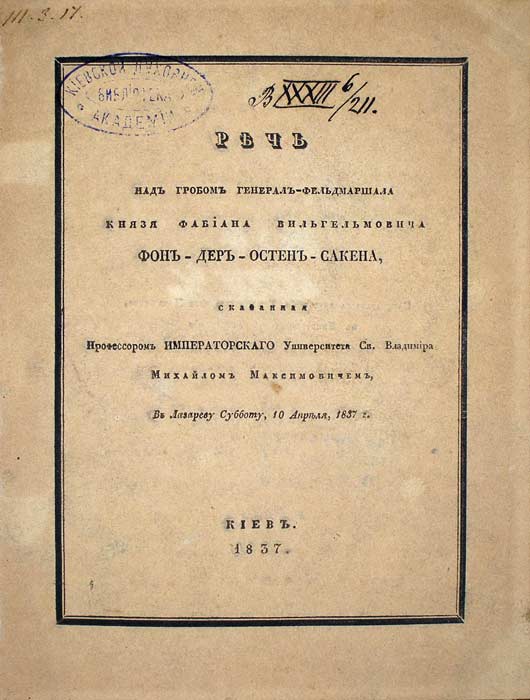 III.3.17.
КІЕВСКОЙ ДУХОВНОЙ
БИБЛІОТЕКА
АКАДЕМІИ
В XXXIII 6/211.
РѢЧЬ
НАДЪ ГРОБОМЪ ГЕНЕРАЛЪ-ФЕЛЬДМАРШАЛА
КНЯЗЯ ФАБІАНА ВИЛЬГЕЛЬМОВИЧА
ФОНЪ-ДЕРЪ-ОСТЕНЪ-САКЕНА,
сказанная
Профессоромъ ИМПЕРАТОРСКАГО Университета Св. Владиміра
Михайломъ Максимовичемъ,
Въ Лазареву Субботу, 10 Апрѣля, 1837 г.
КІЕВЪ.
1837.